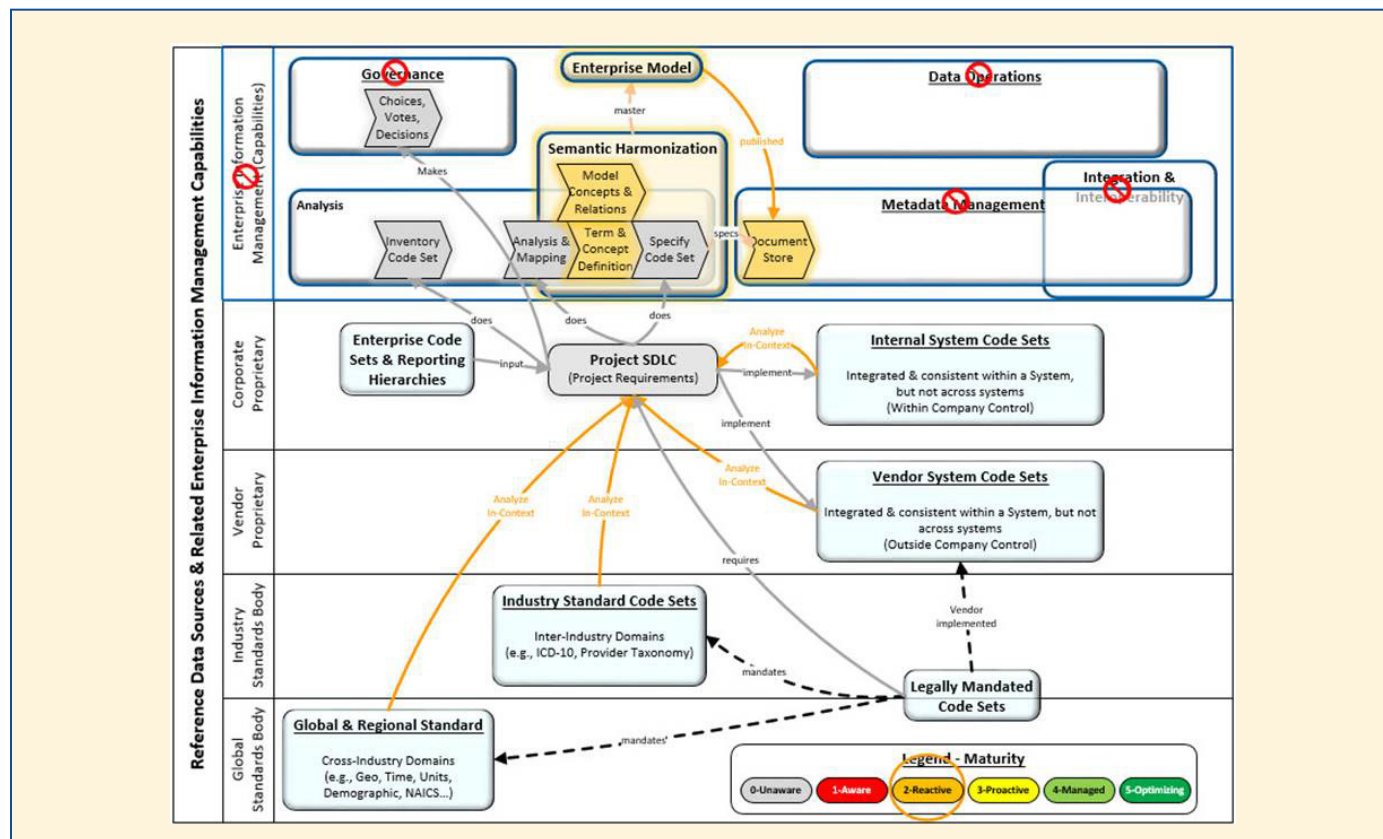 Reference Data Sources & Related Enterprise Information Management Capabilities
Enterprise Information
Management (Capabilities)
Governance
Choices,
Votes,
Decisions
Enterprise Model
master
published
Data Operations
Semantic Harmonization
Model
Concepts &
Relations
Makes
Integration &
Interoperability
Analysis
Inventory
Code Set
Analysis &
Mapping
Term &
Concept
Definition
Specify
Code Set
specs
Metadata Management
Document
Store
does
does
does
Corporate
Proprietary
Enterprise Code
Sets & Reporting
Hierarchies
input
Project SDLC
(Project Requirements)
Analyze
In-Context
implement
implement
Internal System Code Sets
Integrated & consistent within a System,
but not across systems
(Within Company Control)
Vendor
Proprietary
Analyze
In-Context
Analyze
In-Context
Analyze
In-Context
Vendor System Code Sets
Integrated & consistent within a System, but not
across systems
(Outside Company Control)
requires
Industry
Standards Body
Industry Standard Code Sets
Inter-Industry Domains
(e.g., ICD-10, Provider Taxonomy)
Vendor
implemented
mandates
Legally Mandated
Code Sets
Global
Standards Body
Global & Regional Standard
Cross-Industry Domains
(e.g., Geo, Time, Units,
Demographic, NAICS...)
mandates
Legend - Maturity
0-Unaware
1-Aware
2-Reactive
3-Proactive
4-Managed
5-Optimizing